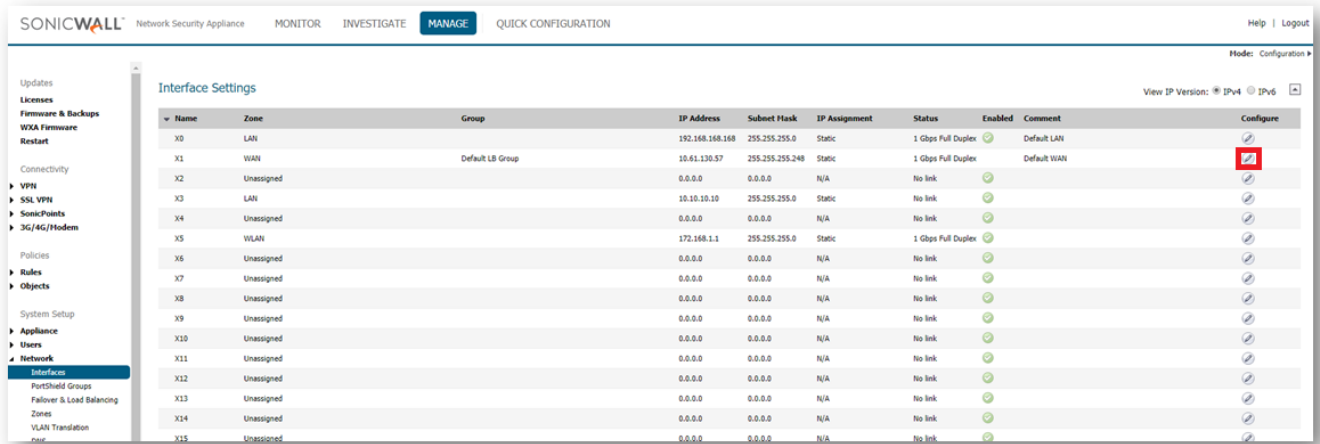 SONICWALL Network Security Appliance MONITOR INVESTIGATE MANAGE QUICK CONFIGURATION Help | Logout
Mode: Configuration
Updates
Licenses
Firmware & Backups
WXA Firmware
Restart
Connectivity
VPN
SSL VPN
SonicPoints
3G/4G/Modem
Policies
Rules
Objects
System Setup
Appliance
Users
Network
Interfaces
PortShield Groups
Failover & Load Balancing
Zones
VLAN Translation
DNS
Interface Settings
View IP Version: IPv4 IPv6
Name Zone Group IP Address Subnet Mask IP Assignment Status Enabled Comment Configure
X0 LAN 192.168.168.168 255.255.255.0 Static 1 Gbps Full Duplex Default LAN
X1 WAN Default LB Group 10.61.130.57 255.255.255.248 Static 1 Gbps Full Duplex Default WAN
X2 Unassigned 0.0.0.0 0.0.0.0 N/A No link
X3 LAN 10.10.10.10 255.255.255.0 Static No link
X4 Unassigned 0.0.0.0 0.0.0.0 N/A No link
X5 WLAN 172.168.1.1 255.255.255.0 Static 1 Gbps Full Duplex
X6 Unassigned 0.0.0.0 0.0.0.0 N/A No link
X7 Unassigned 0.0.0.0 0.0.0.0 N/A No link
X8 Unassigned 0.0.0.0 0.0.0.0 N/A No link
X9 Unassigned 0.0.0.0 0.0.0.0 N/A No link
X10 Unassigned 0.0.0.0 0.0.0.0 N/A No link
X11 Unassigned 0.0.0.0 0.0.0.0 N/A No link
X12 Unassigned 0.0.0.0 0.0.0.0 N/A No link
X13 Unassigned 0.0.0.0 0.0.0.0 N/A No link
X14 Unassigned 0.0.0.0 0.0.0.0 N/A No link
X15 Unassigned 0.0.0.0 0.0.0.0 N/A No link